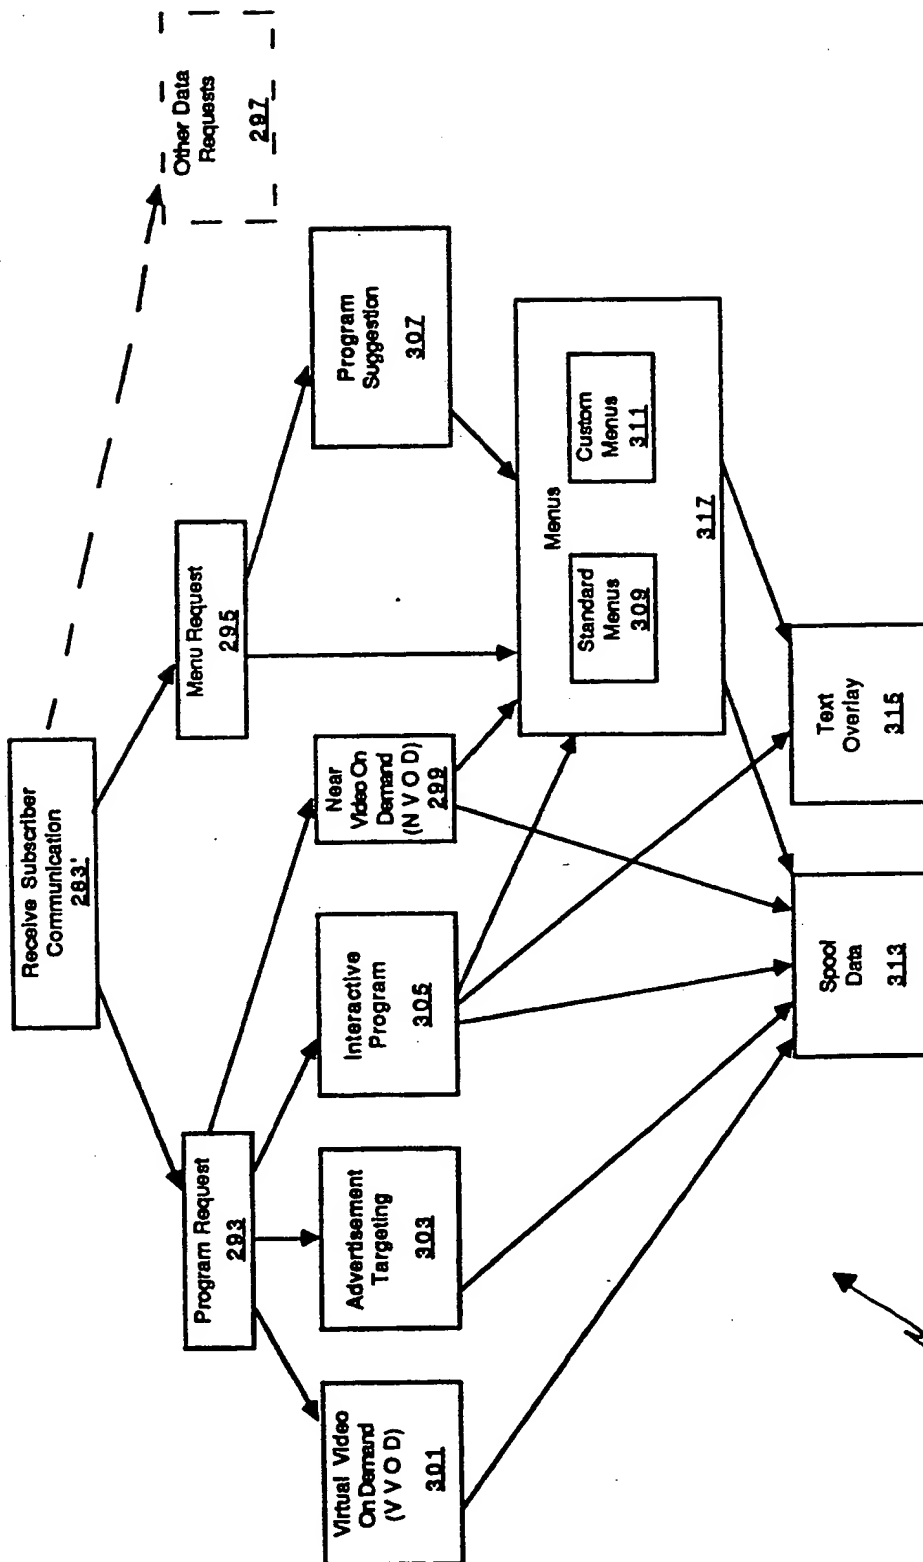 Receive Subscriber
Communication
283'
Other Data
Requests
297
Program Request
293
Menu Request
295
Virtual Video
On Demand
(V V O D)
301
Advertisement
Targeting
303
Interactive
Program
305
Near
Video On
Demand
(N V O D)
299
Program
Suggestion
307
Menus
Standard
Menus
309
Custom
Menus
311
317
Spool
Data
313
Text
Overlay
315